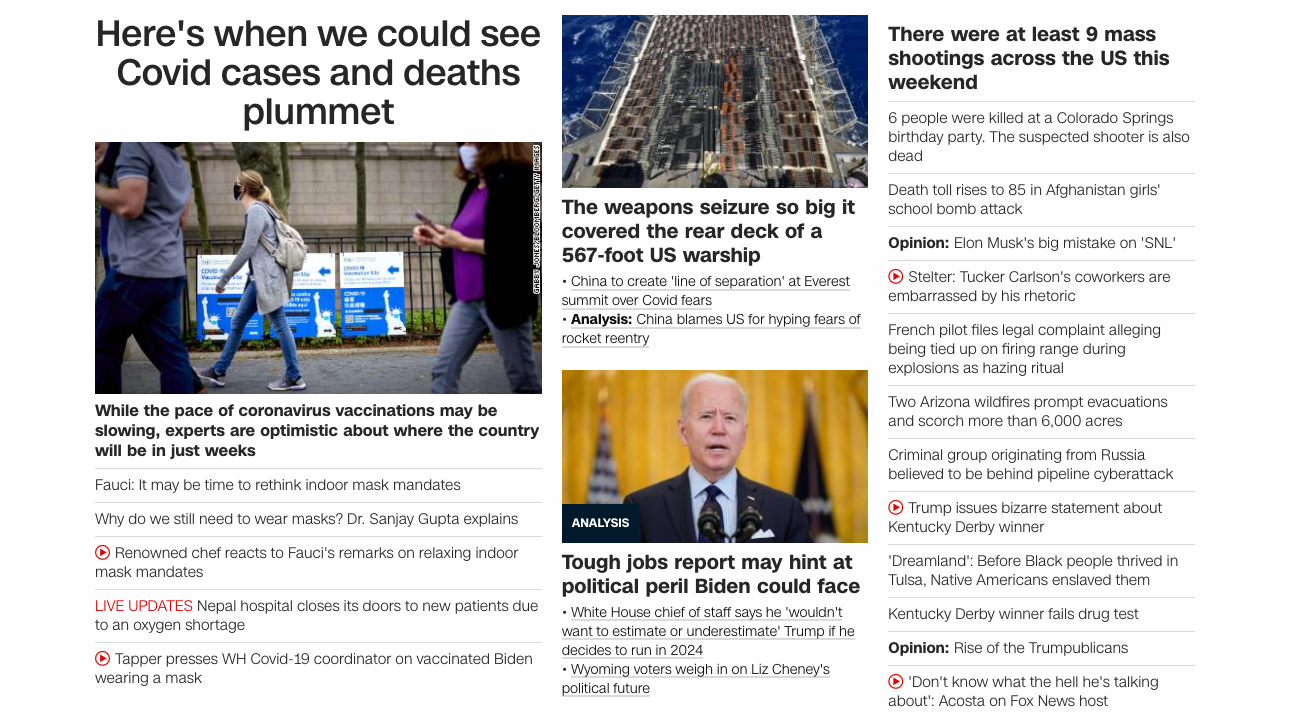 Here's when we could see
Covid cases and deaths
plummet
COVID-19
Vaccination Site
While the pace of coronavirus vaccinations may be
slowing, experts are optimistic about where the country
will be in just weeks
Fauci: It may be time to rethink indoor mask mandates
Why do we still need to wear masks? Dr. Sanjay Gupta explains
Renowned chef reacts to Fauci's remarks on relaxing indoor
mask mandates
LIVE UPDATES Nepal hospital closes its doors to new patients due
to an oxygen shortage
Tapper presses WH Covid-19 coordinator on vaccinated Biden
wearing a mask
The weapons seizure so big it
covered the rear deck of a
567-foot US warship
• China to create 'line of separation' at Everest
summit over Covid fears
• Analysis: China blames US for hyping fears of
rocket reentry
ANALYSIS
Tough jobs report may hint at
political peril Biden could face
• White House chief of staff says he 'wouldn't
want to estimate or underestimate' Trump if he
decides to run in 2024
• Wyoming voters weigh in on Liz Cheney's
political future
There were at least 9 mass
shootings across the US this
weekend
6 people were killed at a Colorado Springs
birthday party. The suspected shooter is also
dead
Death toll rises to 85 in Afghanistan girls'
school bomb attack
Opinion: Elon Musk's big mistake on 'SNL'
Stelter: Tucker Carlson's coworkers are
embarrassed by his rhetoric
French pilot files legal complaint alleging
being tied up on firing range during
explosions as hazing ritual
Two Arizona wildfires prompt evacuations
and scorch more than 6,000 acres
Criminal group originating from Russia
believed to be behind pipeline cyberattack
Trump issues bizarre statement about
Kentucky Derby winner
'Dreamland': Before Black people thrived in
Tulsa, Native Americans enslaved them
Kentucky Derby winner fails drug test
Opinion: Rise of the Trumpublicans
'Don't know what the hell he's talking
about': Acosta on Fox News host